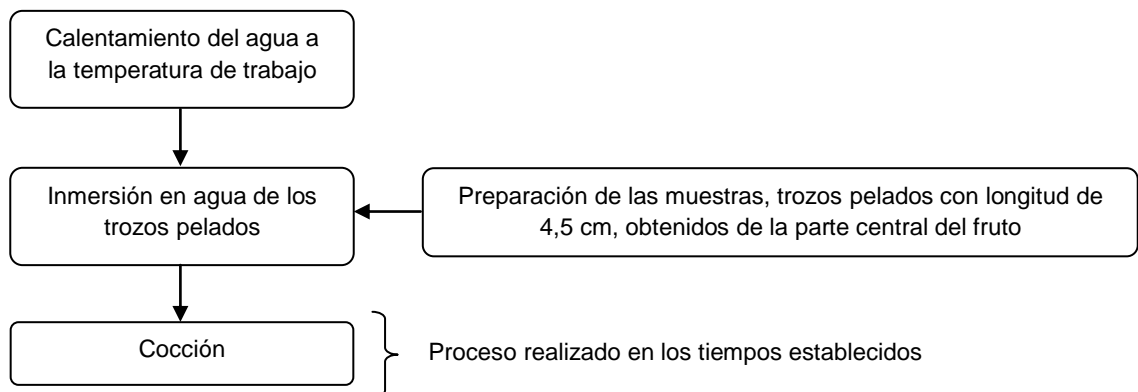 Calentamiento del agua a
la temperatura de trabajo
Inmersión en agua de los
trozos pelados
Preparación de las muestras, trozos pelados con longitud de
4,5 cm, obtenidos de la parte central del fruto
Cocción
Proceso realizado en los tiempos establecidos